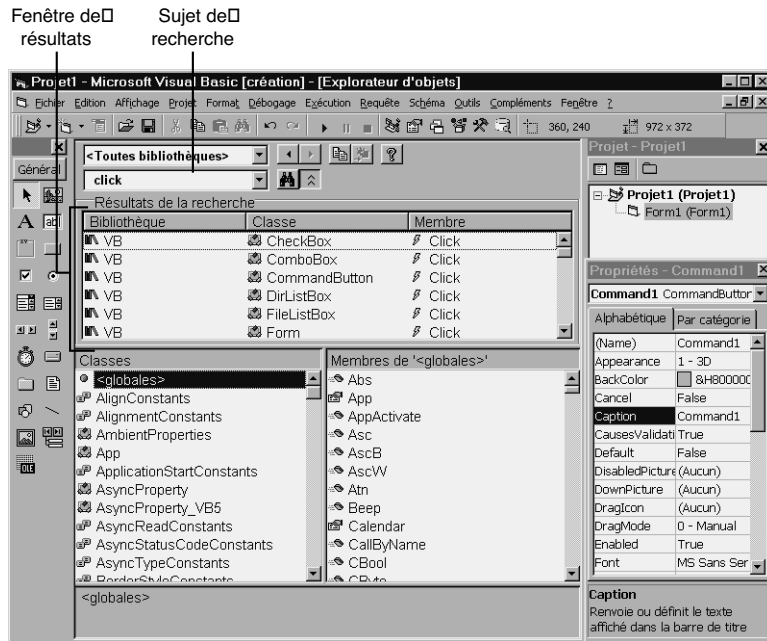 Fenêtre de
résultats
Sujet de
recherche
Projet1 - Microsoft Visual Basic [création] - [Explorateur d'objets]
Fichier Edition Affichage Projet Format Débogage Exécution Requête Schéma Outils Compléments Fenêtre ?
360, 240 972 x 372
Général
<Toutes bibliothèques>
click
Résultats de la recherche
Bibliothèque Classe Membre
VB CheckBox Click
VB ComboBox Click
VB CommandButton Click
VB DirListBox Click
VB FileListBox Click
VB Form Click
Classes
<globales>
AlignConstants
AlignmentConstants
AmbientProperties
App
ApplicationStartConstants
AsyncProperty
AsyncProperty_VB5
AsyncReadConstants
AsyncStatusCodeConstants
AsyncTypeConstants
BorderStyleConstants
Membres de '<globales>'
Abs
App
AppActivate
Asc
AscB
AscW
Atn
Beep
Calendar
CallByName
CBool
CByte
<globales>
Projet - Projet1
Projet1 (Projet1)
Form1 (Form1)
Propriétés - Command1
Command1 CommandButton
Alphabétique Par catégorie
(Name) Command1
Appearance 1 - 3D
BackColor &H800000
Cancel False
Caption Command1
CausesValidati True
Default False
DisabledPicture (Aucun)
DownPicture (Aucun)
DragIcon (Aucun)
DragMode 0 - Manual
Enabled True
Font MS Sans Ser
Caption
Renvoie ou définit le texte
affiché dans la barre de titre
A
ab
OLE